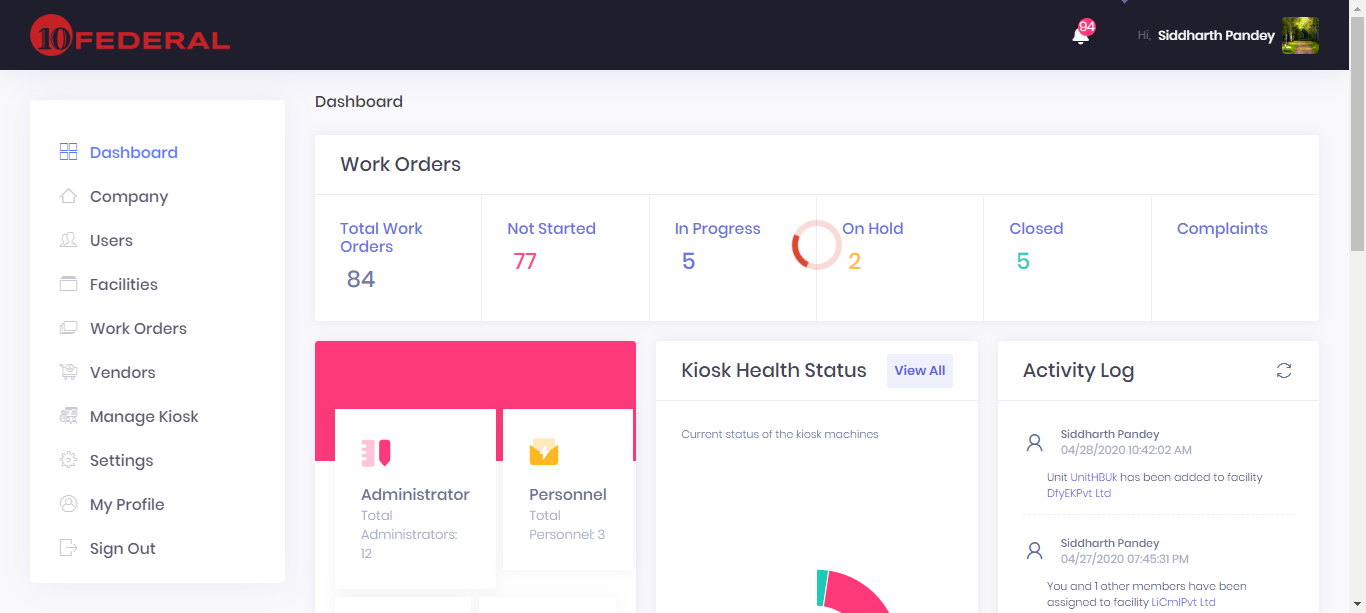 10 FEDERAL
94
Hi, Siddharth Pandey
Dashboard
Company
Users
Facilities
Work Orders
Vendors
Manage Kiosk
Settings
My Profile
Sign Out
Dashboard
Work Orders
Total Work
Orders
84
Not Started
77
In Progress
5
On Hold
2
Closed
5
Complaints
Administrator
Total
Administrators:
12
Personnel
Total
Personnel: 3
Kiosk Health Status
View All
Current status of the kiosk machines
Activity Log
Siddharth Pandey
04/28/2020 10:42:02 AM
Unit UnitHBUk has been added to facility
DfyEKPvt Ltd
Siddharth Pandey
04/27/2020 07:45:31 PM
You and 1 other members have been
assigned to facility LiCmIPvt Ltd